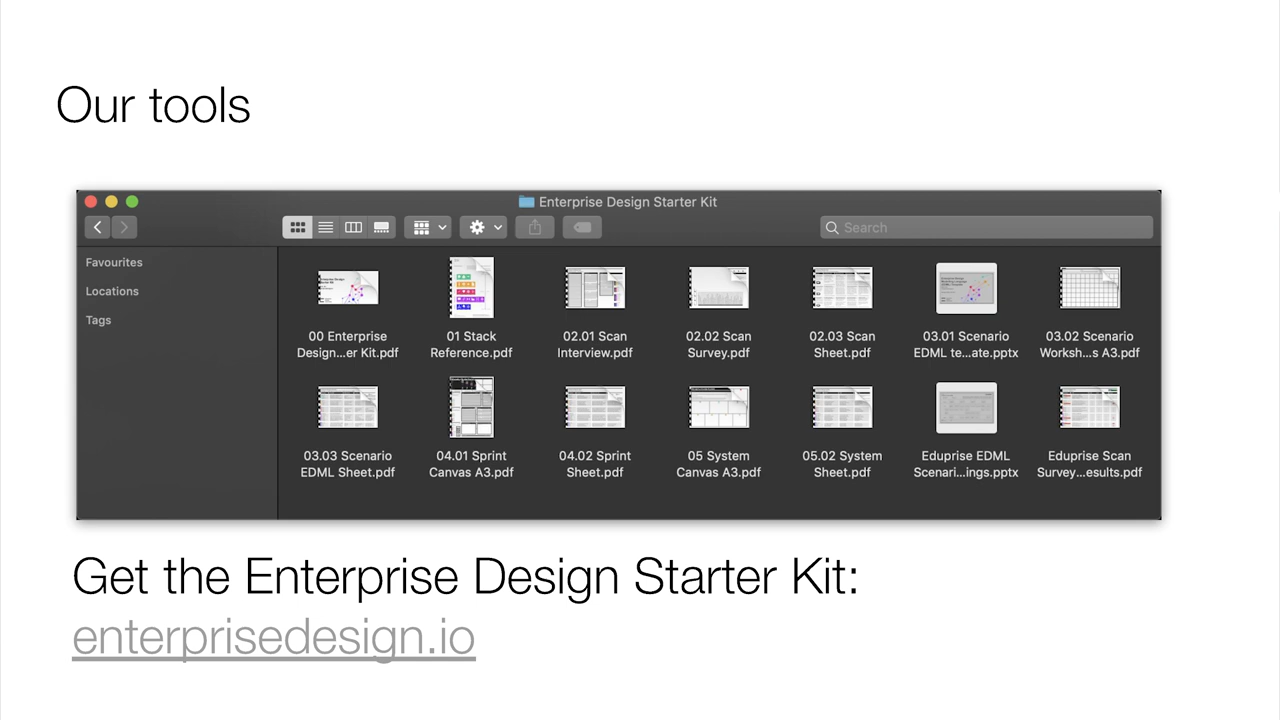 Our tools
Enterprise Design Starter Kit
Search
Favourites
Locations
Tags
00 Enterprise
Design...er Kit.pdf
01 Stack
Reference.pdf
02.01 Scan
Interview.pdf
02.02 Scan
Survey.pdf
02.03 Scan
Sheet.pdf
03.01 Scenario
EDML te...ate.pptx
03.02 Scenario
Worksh...s A3.pdf
03.03 Scenario
EDML Sheet.pdf
04.01 Sprint
Canvas A3.pdf
04.02 Sprint
Sheet.pdf
05 System
Canvas A3.pdf
05.02 System
Sheet.pdf
Eduprise EDML
Scenari...ings.pptx
Eduprise Scan
Survey...esults.pdf
Get the Enterprise Design Starter Kit:
enterprisedesign.io